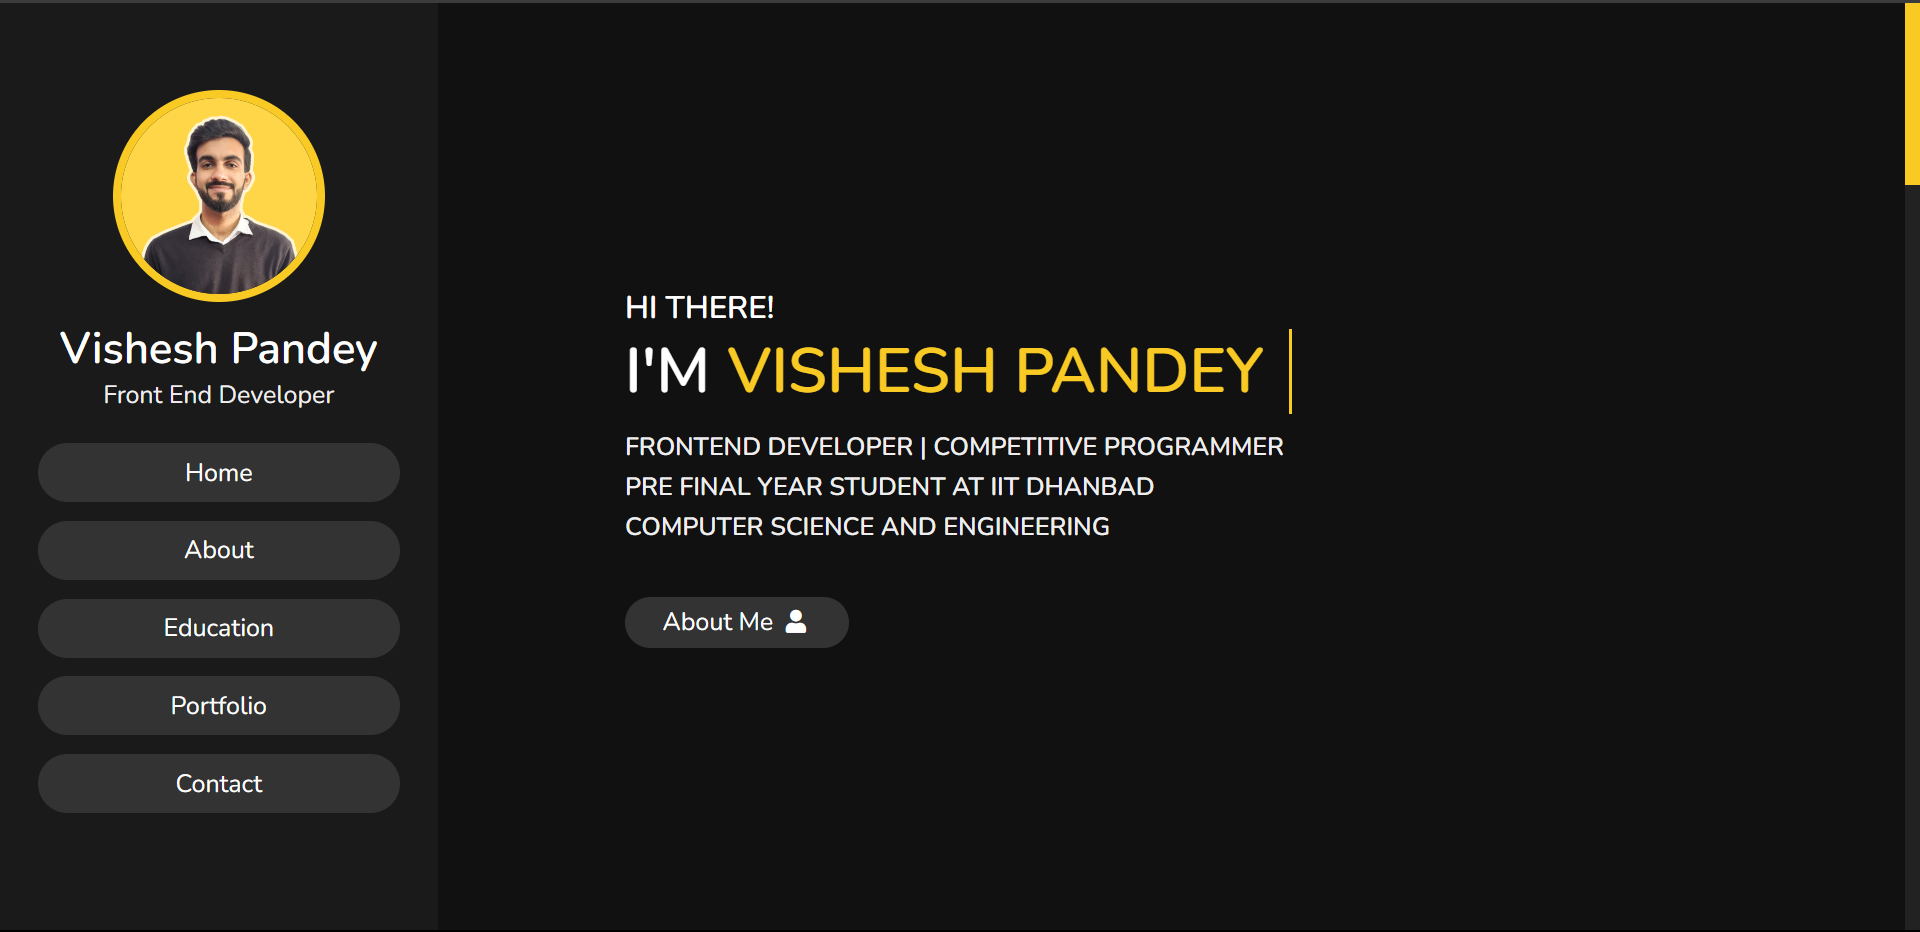 Vishesh Pandey
Front End Developer
Home
About
Education
Portfolio
Contact
HI THERE!
I'M VISHESH PANDEY
FRONTEND DEVELOPER | COMPETITIVE PROGRAMMER
PRE FINAL YEAR STUDENT AT IIT DHANBAD
COMPUTER SCIENCE AND ENGINEERING
About Me